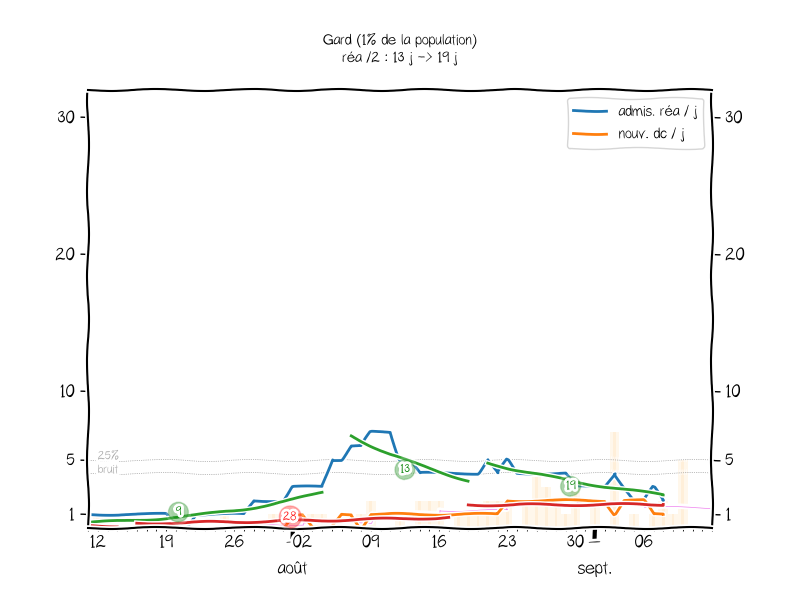 Gard (1% de la population)
réa /2 : 13 j -> 19 j
admis. réa / j
nouv. dc / j
30
30
20
20
10
10
25%
5
5
bruit
13
19
9
28
1
1
12 19 26 02 09 16 23 30 06
août sept.